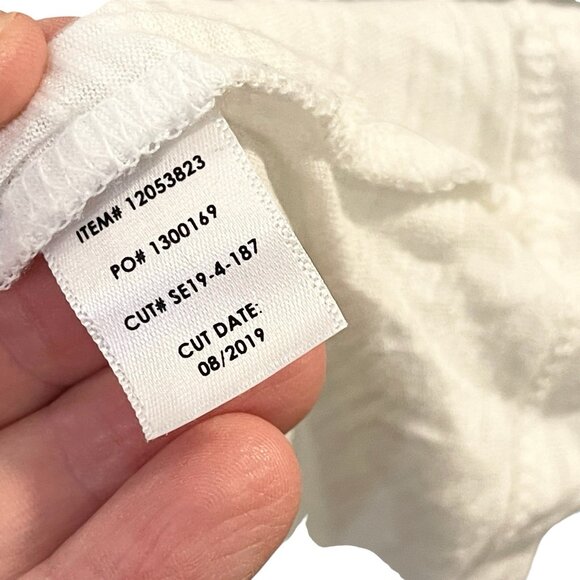 ITEM# 12053823
PO# 1300169
CUT# SE19-4-187
CUT DATE:
08/2019